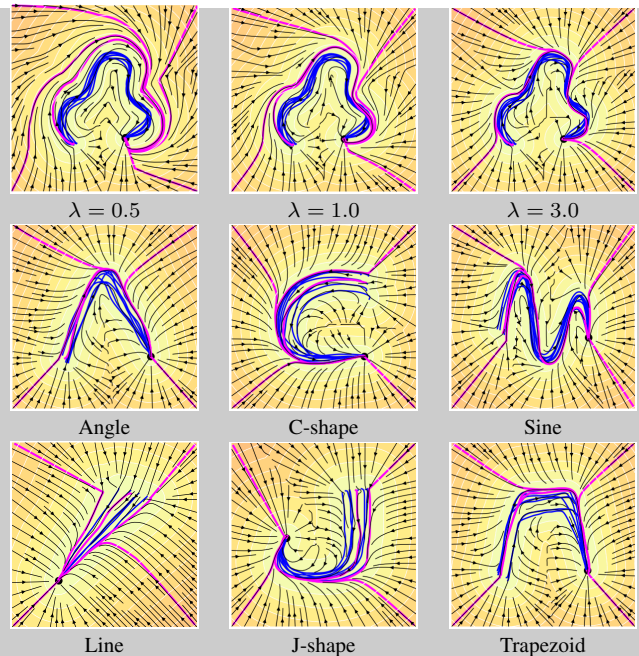 λ = 0.5 λ = 1.0 λ = 3.0
Angle C-shape Sine
Line J-shape Trapezoid